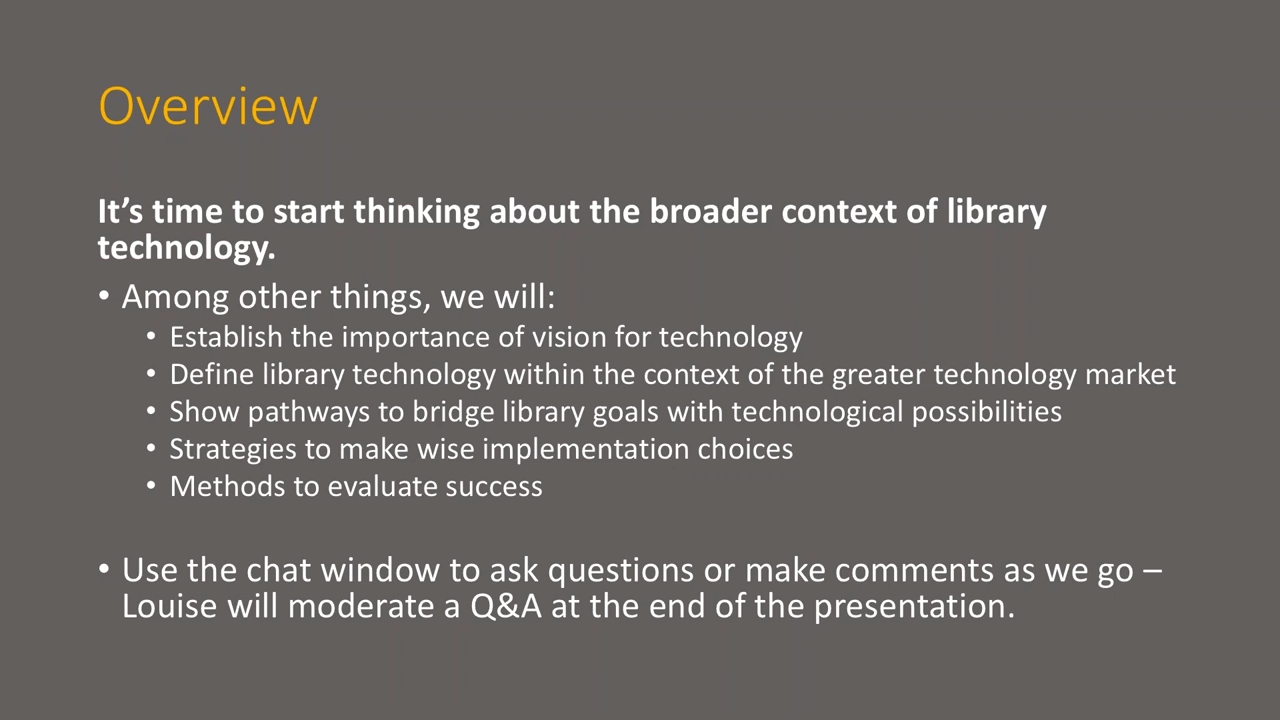 Overview
It’s time to start thinking about the broader context of library
technology.
• Among other things, we will:
• Establish the importance of vision for technology
• Define library technology within the context of the greater technology market
• Show pathways to bridge library goals with technological possibilities
• Strategies to make wise implementation choices
• Methods to evaluate success
• Use the chat window to ask questions or make comments as we go –
Louise will moderate a Q&A at the end of the presentation.